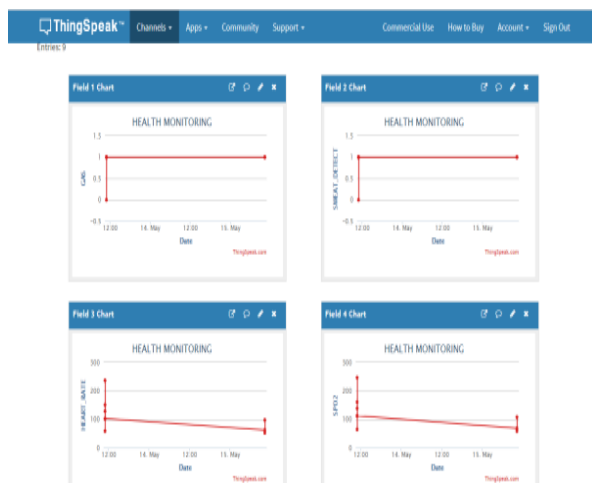 ThingSpeak™ Channels Apps Community Support Commercial Use How to Buy Account Sign Out
Entries: 9
Field 1 Chart
HEALTH MONITORING
GAS
1.5
1
0.5
0
-0.5
12:00 14. May 12:00 15. May
Date
ThingSpeak.com
Field 2 Chart
HEALTH MONITORING
SWEAT_DETECT
1.5
1
0.5
0
-0.5
12:00 14. May 12:00 15. May
Date
ThingSpeak.com
Field 3 Chart
HEALTH MONITORING
HEART_RATE
200
100
0
12:00 14. May 12:00 15. May
Date
ThingSpeak.com
Field 4 Chart
HEALTH MONITORING
SPO2
200
100
0
12:00 14. May 12:00 15. May
Date
ThingSpeak.com